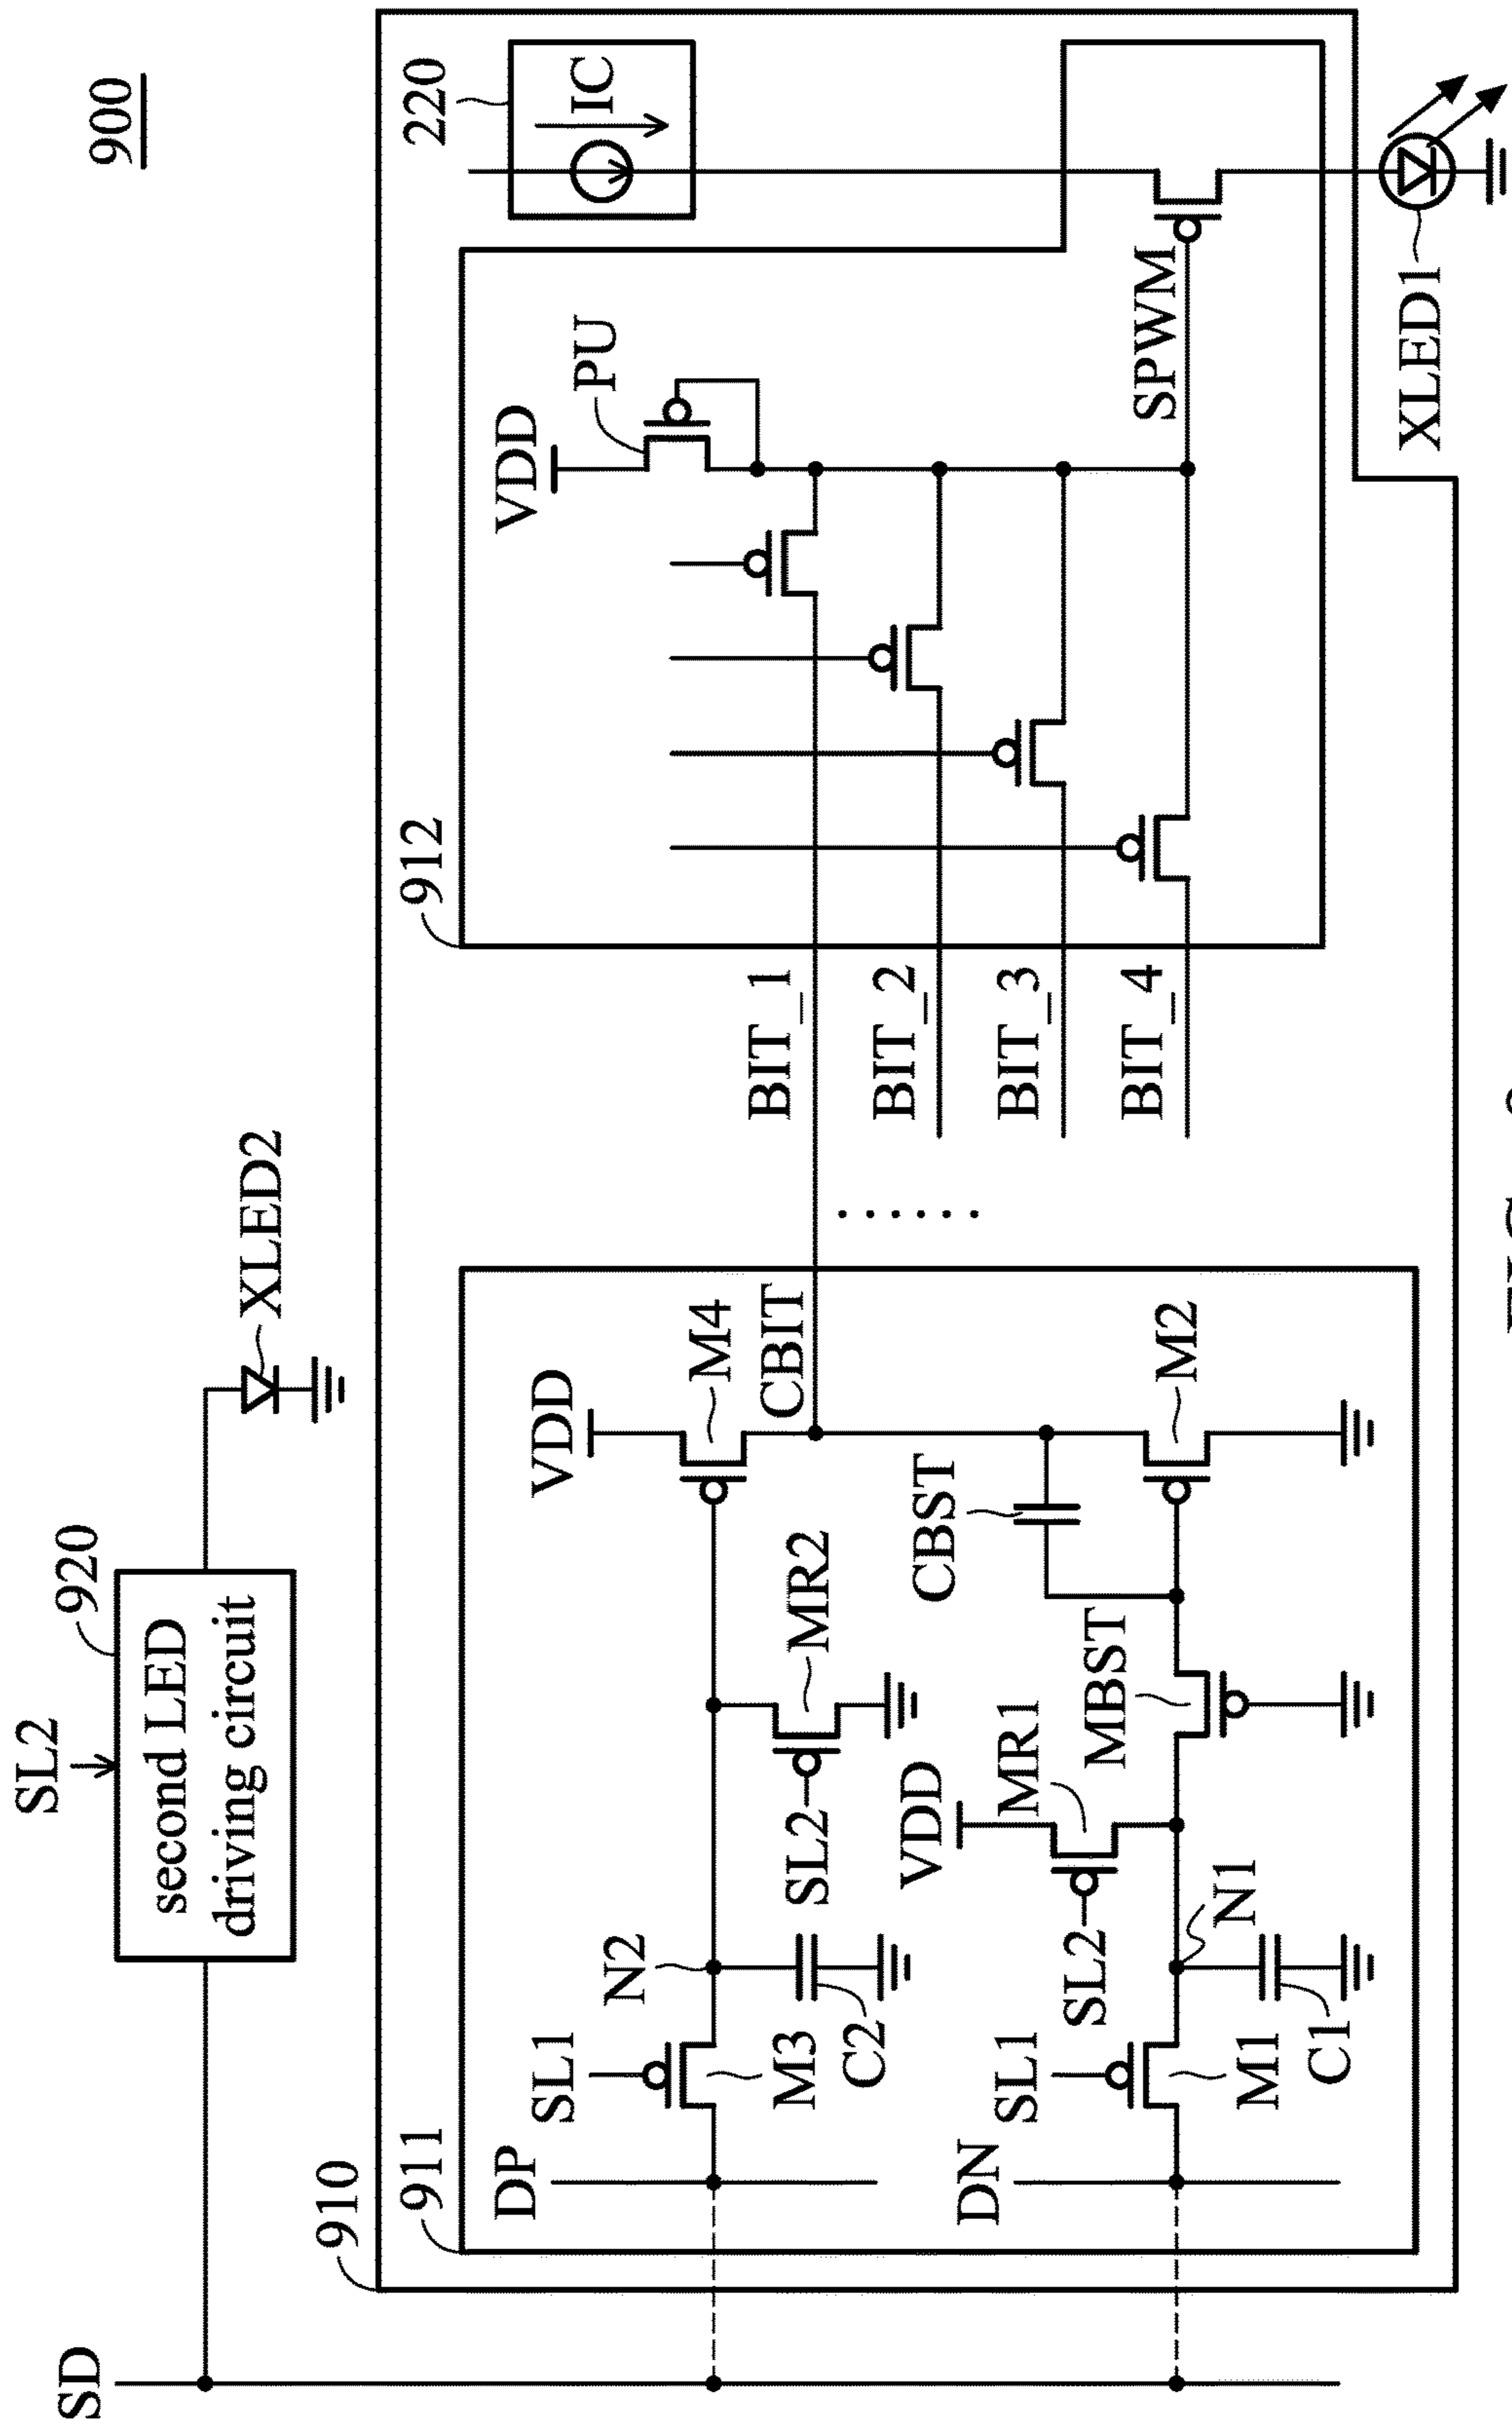 900
SD
SL2
920
second LED
driving circuit
XLED2
910
911
DP
SL1
M3
N2
C2
SL2
MR2
VDD
M4
CBIT
DN
SL1
M1
C1
N1
SL2
VDD
MR1
MBST
CBST
M2
BIT_1
BIT_2
BIT_3
BIT_4
912
VDD
PU
SPWM
220
IC
XLED1